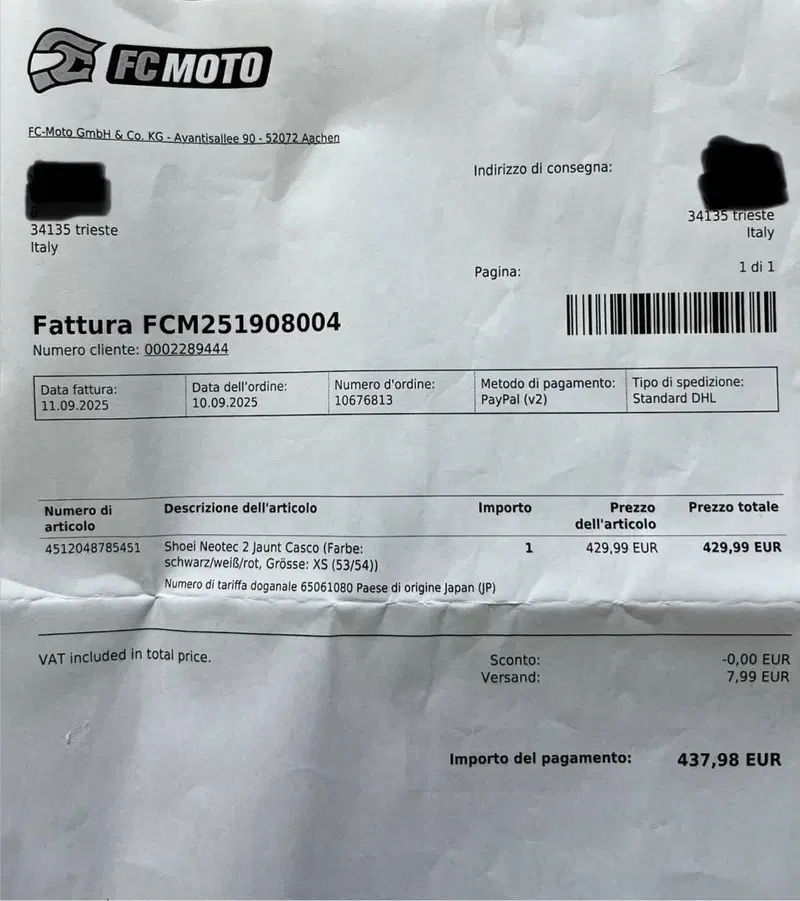 FC MOTO
FC-Moto GmbH & Co. KG - Avantisallee 90 - 52072 Aachen
34135 trieste
Italy
Indirizzo di consegna:
34135 trieste
Italy
Pagina: 1 di 1
Fattura FCM251908004
Numero cliente: 0002289444
Data fattura:
11.09.2025
Data dell'ordine:
10.09.2025
Numero d'ordine:
10676813
Metodo di pagamento:
PayPal (v2)
Tipo di spedizione:
Standard DHL
Numero di
articolo
Descrizione dell'articolo
Importo
Prezzo
dell'articolo
Prezzo totale
4512048785451
Shoei Neotec 2 Jaunt Casco (Farbe:
schwarz/weiß/rot, Grösse: XS (53/54))
Numero di tariffa doganale 65061080 Paese di origine Japan (JP)
1
429,99 EUR
429,99 EUR
VAT included in total price.
Sconto: -0,00 EUR
Versand: 7,99 EUR
Importo del pagamento: 437,98 EUR